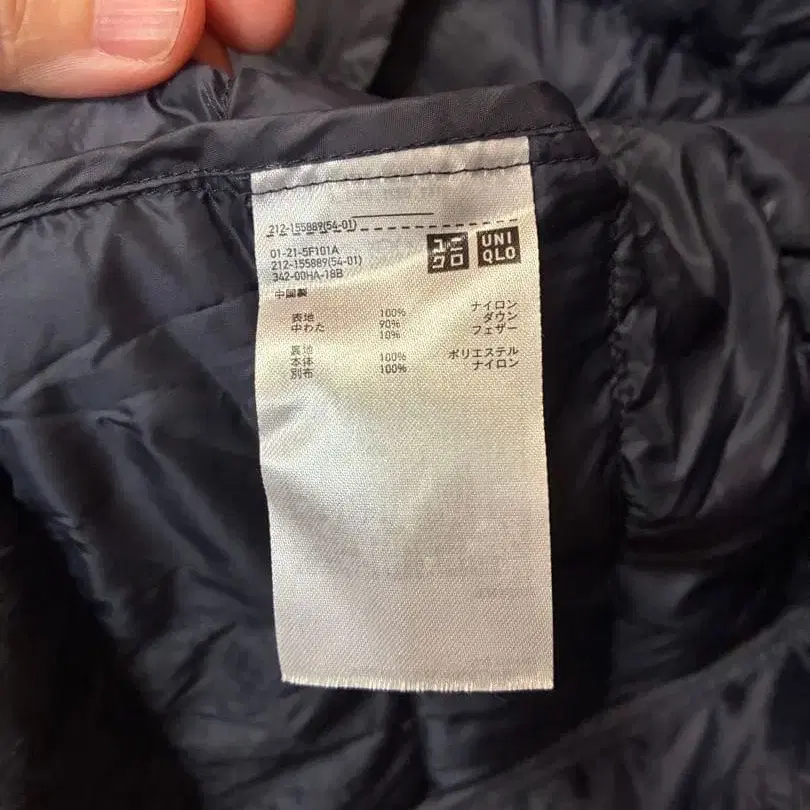 212-155889(54-01)
01-21-5F101A
212-155889(54-01)
342-00HA-18B
ユニ
クロ
UNI
QLO
中国製
表地 100% ナイロン
中わた 90% ダウン
10% フェザー
裏地
本体 100% ポリエステル
別布 100% ナイロン